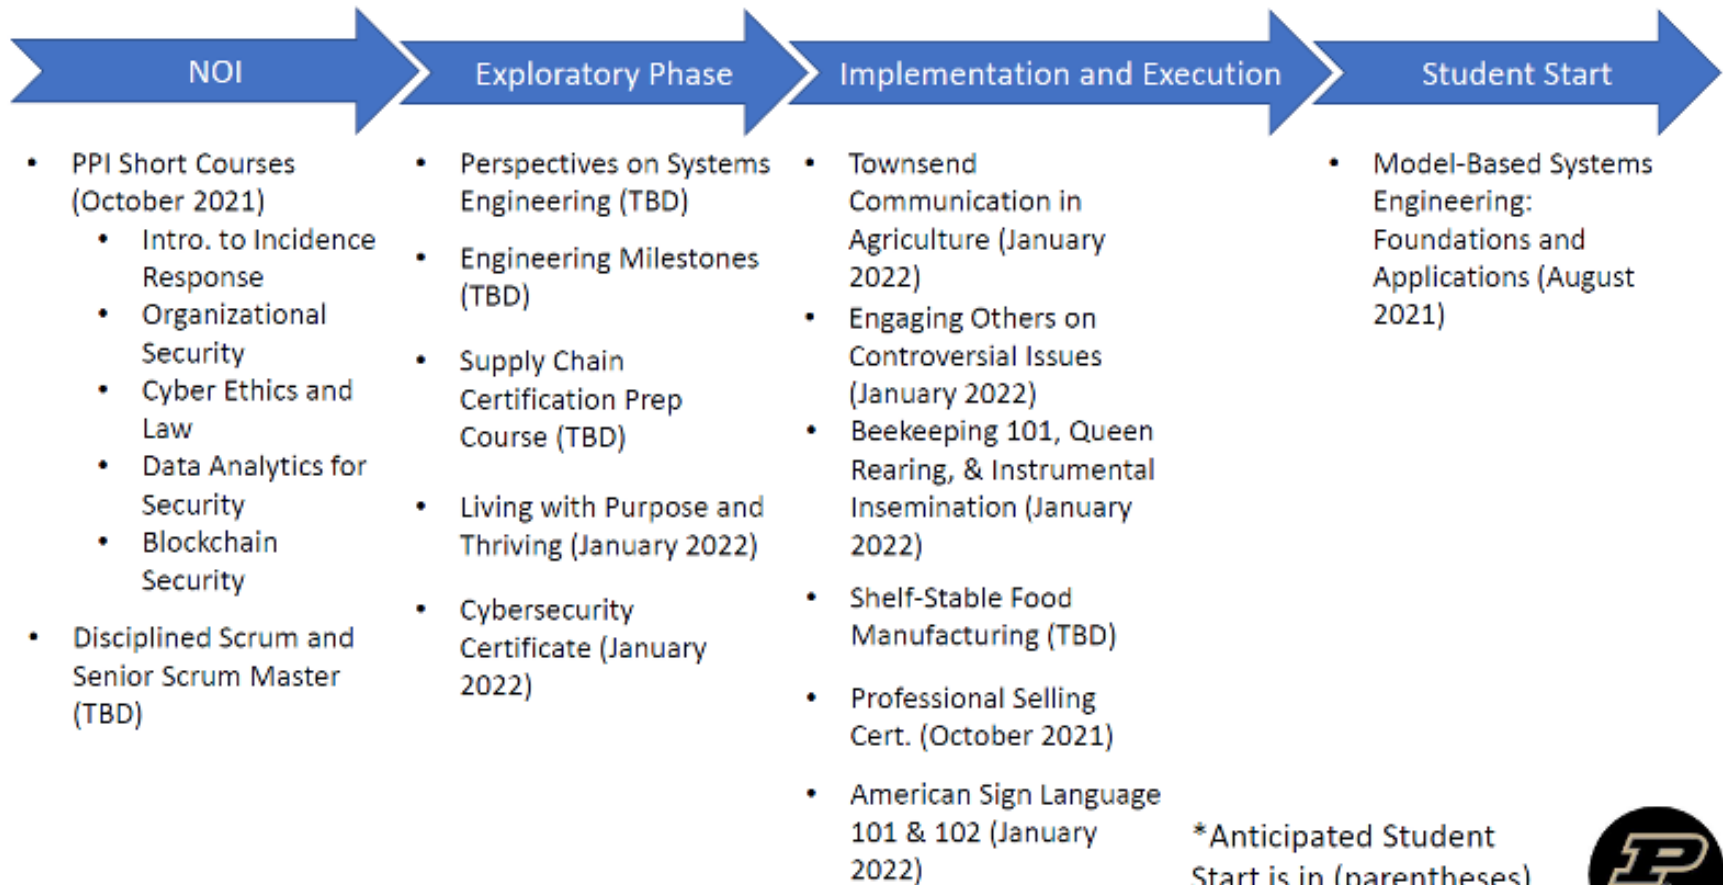 NOI
Exploratory Phase
Implementation and Execution
Student Start
• PPI Short Courses
(October 2021)
• Intro. to Incidence
Response
• Organizational
Security
• Cyber Ethics and
Law
• Data Analytics for
Security
• Blockchain
Security
• Disciplined Scrum and
Senior Scrum Master
(TBD)
• Perspectives on Systems
Engineering (TBD)
• Engineering Milestones
(TBD)
• Supply Chain
Certification Prep
Course (TBD)
• Living with Purpose and
Thriving (January 2022)
• Cybersecurity
Certificate (January
2022)
• Townsend
Communication in
Agriculture (January
2022)
• Engaging Others on
Controversial Issues
(January 2022)
• Beekeeping 101, Queen
Rearing, & Instrumental
Insemination (January
2022)
• Shelf-Stable Food
Manufacturing (TBD)
• Professional Selling
Cert. (October 2021)
• American Sign Language
101 & 102 (January
2022)
• Model-Based Systems
Engineering:
Foundations and
Applications (August
2021)
*Anticipated Student
Start is in (parentheses)
P